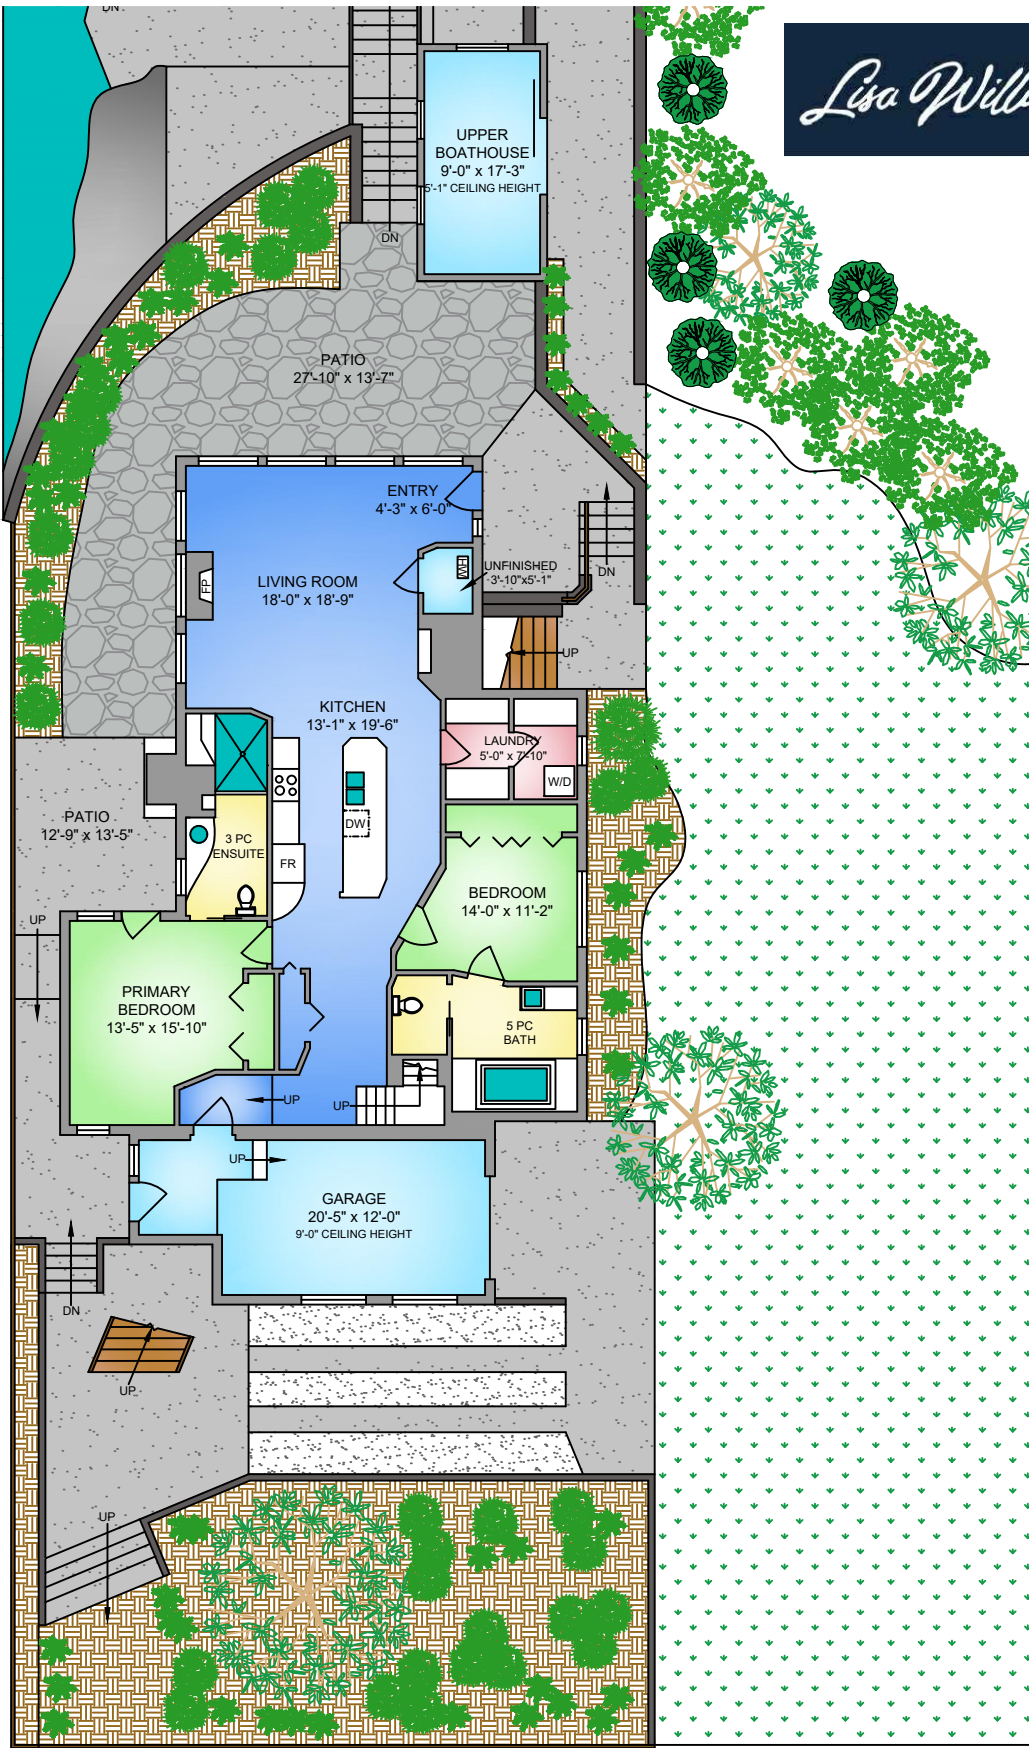 DN
Lisa Will
UPPER
BOATHOUSE
9'-0" x 17'-3"
5'-1" CEILING HEIGHT
DN
PATIO
27'-10" x 13'-7"
ENTRY
4'-3" x 6'-0"
HW
UNFINISHED
3'-10"x5'-1"
DN
FP
LIVING ROOM
18'-0" x 18'-9"
UP
KITCHEN
13'-1" x 19'-6"
LAUNDRY
5'-0" x 7'-10"
W/D
PATIO
12'-9" x 13'-5"
DW
3 PC
ENSUITE
FR
BEDROOM
14'-0" x 11'-2"
UP
PRIMARY
BEDROOM
13'-5" x 15'-10"
5 PC
BATH
UP
UP
UP
GARAGE
20'-5" x 12'-0"
9'-0" CEILING HEIGHT
DN
UP
UP